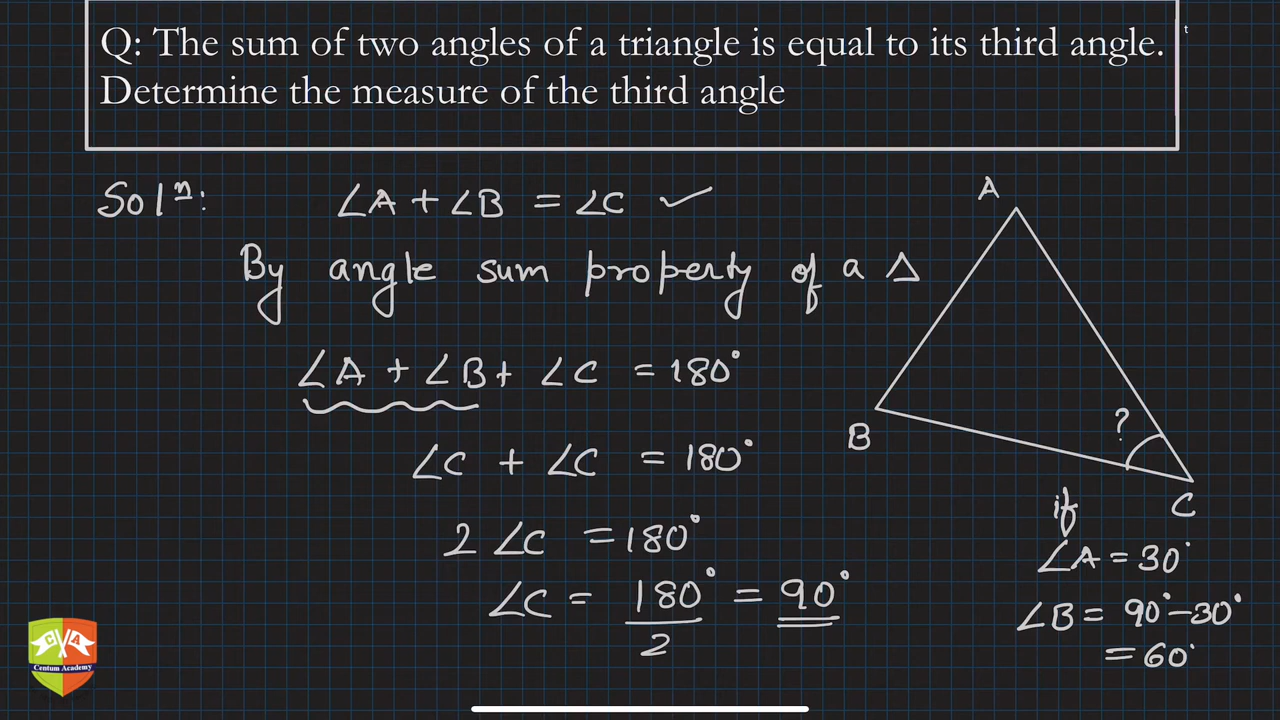 Q: The sum of two angles of a triangle is equal to its third angle.
Determine the measure of the third angle
Solⁿ: ∠A + ∠B = ∠C ✓
By angle sum property of a Δ
∠A + ∠B + ∠C = 180°
∠C + ∠C = 180°
2 ∠C = 180°
∠C = 180°/2 = 90°
A
B
?
C
if
∠A = 30°
∠B = 90° - 30°
= 60°
C A
Centum Academy